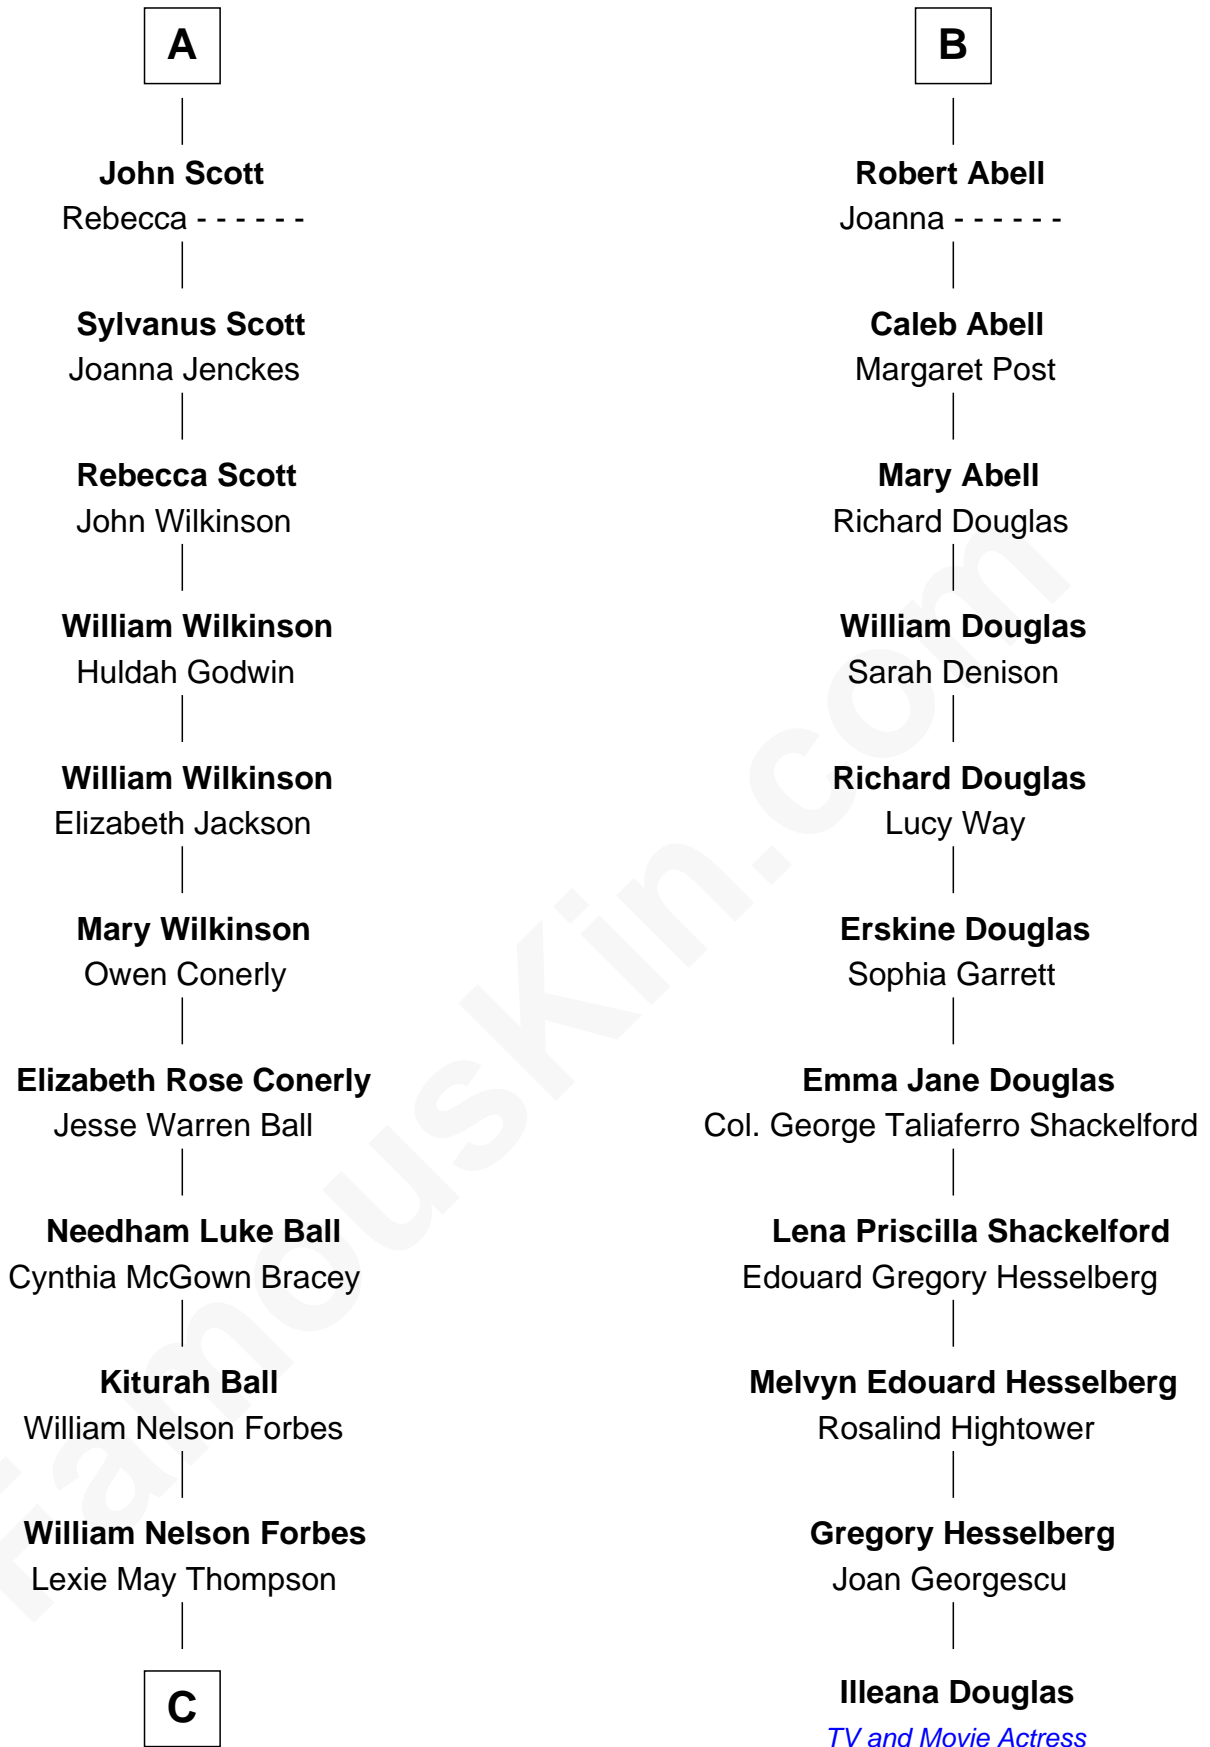 A
John Scott
Rebecca - - - - - -
Sylvanus Scott
Joanna Jenckes
Rebecca Scott
John Wilkinson
William Wilkinson
Huldah Godwin
William Wilkinson
Elizabeth Jackson
Mary Wilkinson
Owen Conerly
Elizabeth Rose Conerly
Jesse Warren Ball
Needham Luke Ball
Cynthia McGown Bracey
Kiturah Ball
William Nelson Forbes
William Nelson Forbes
Lexie May Thompson
C
B
Robert Abell
Joanna - - - - - -
Caleb Abell
Margaret Post
Mary Abell
Richard Douglas
William Douglas
Sarah Denison
Richard Douglas
Lucy Way
Erskine Douglas
Sophia Garrett
Emma Jane Douglas
Col. George Taliaferro Shackelford
Lena Priscilla Shackelford
Edouard Gregory Hesselberg
Melvyn Edouard Hesselberg
Rosalind Hightower
Gregory Hesselberg
Joan Georgescu
Illeana Douglas
TV and Movie Actress
FamousKin.com